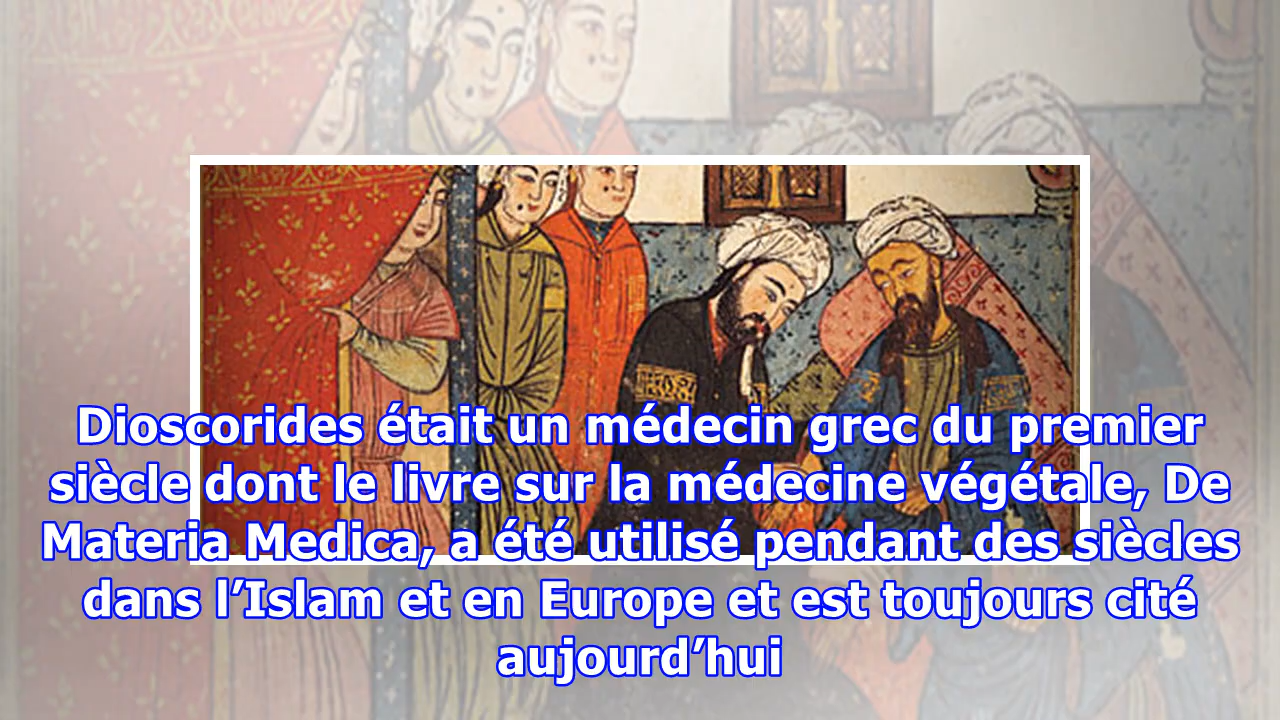 Dioscorides était un médecin grec du premier
siècle dont le livre sur la médecine végétale, De
Materia Medica, a été utilisé pendant des siècles
dans l’Islam et en Europe et est toujours cité
aujourd’hui